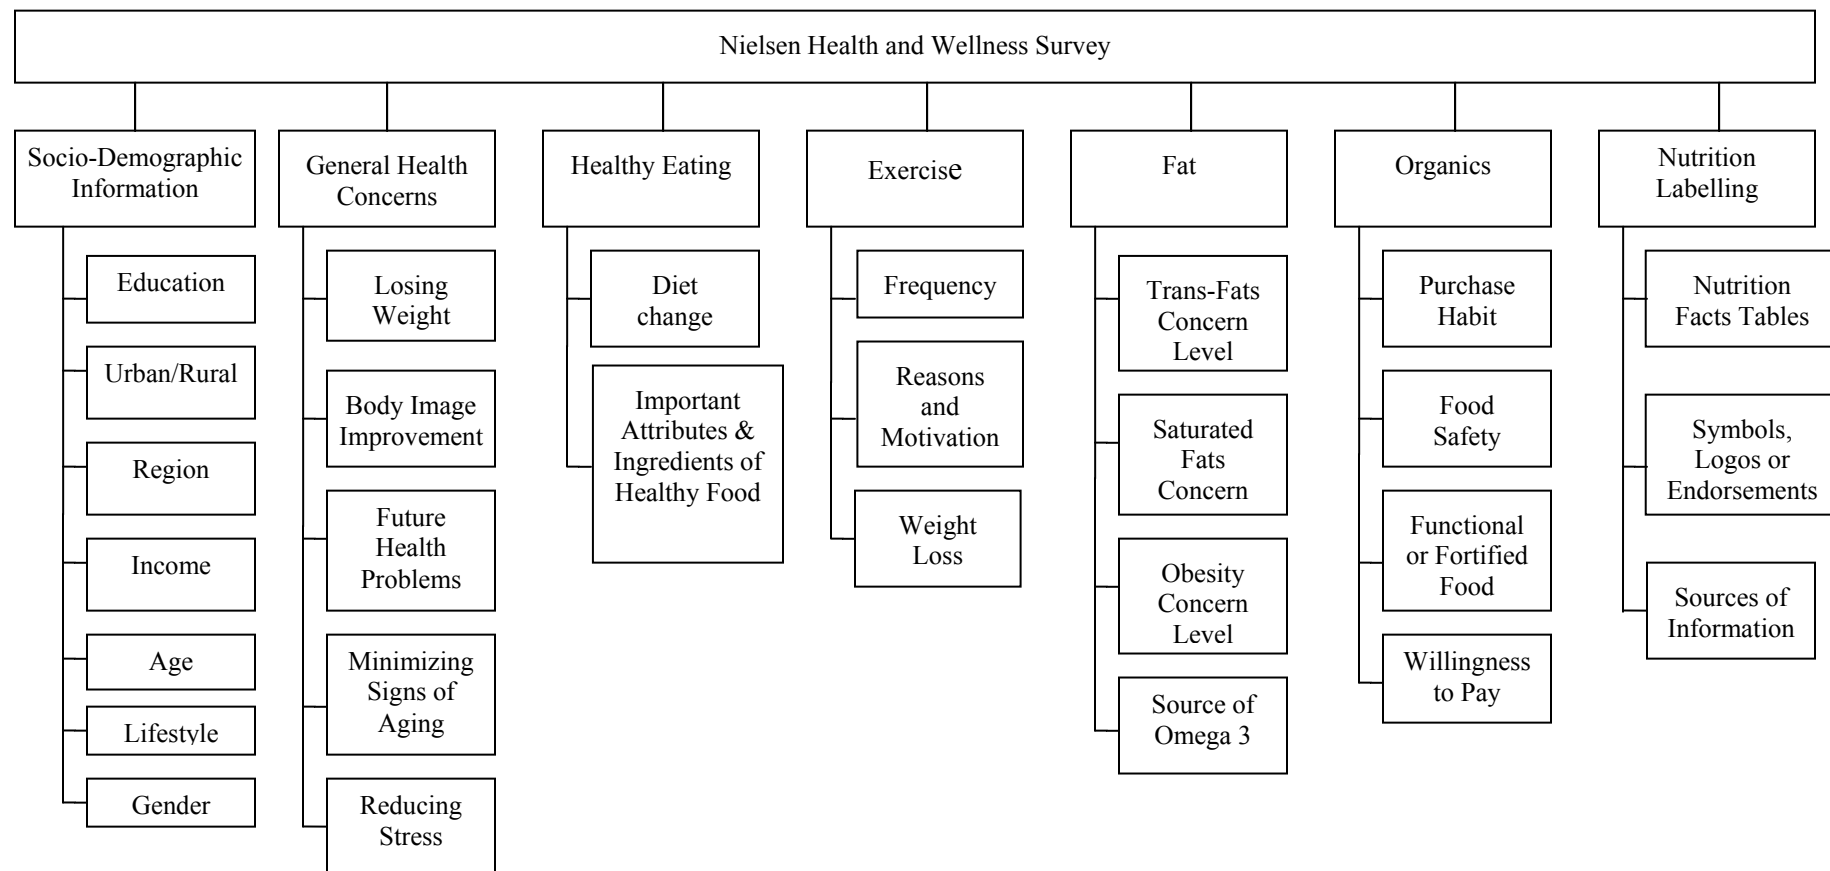 Nielsen Health and Wellness Survey
Socio-Demographic
Information
Education
Urban/Rural
Region
Income
Age
Lifestyle
Gender
General Health
Concerns
Losing
Weight
Body Image
Improvement
Future
Health
Problems
Minimizing
Signs of
Aging
Reducing
Stress
Healthy Eating
Diet
change
Important
Attributes &
Ingredients of
Healthy Food
Exercise
Frequency
Reasons
and
Motivation
Weight
Loss
Fat
Trans-Fats
Concern
Level
Saturated
Fats
Concern
Obesity
Concern
Level
Source of
Omega 3
Organics
Purchase
Habit
Food
Safety
Functional
or Fortified
Food
Willingness
to Pay
Nutrition
Labelling
Nutrition
Facts Tables
Symbols,
Logos or
Endorsements
Sources of
Information